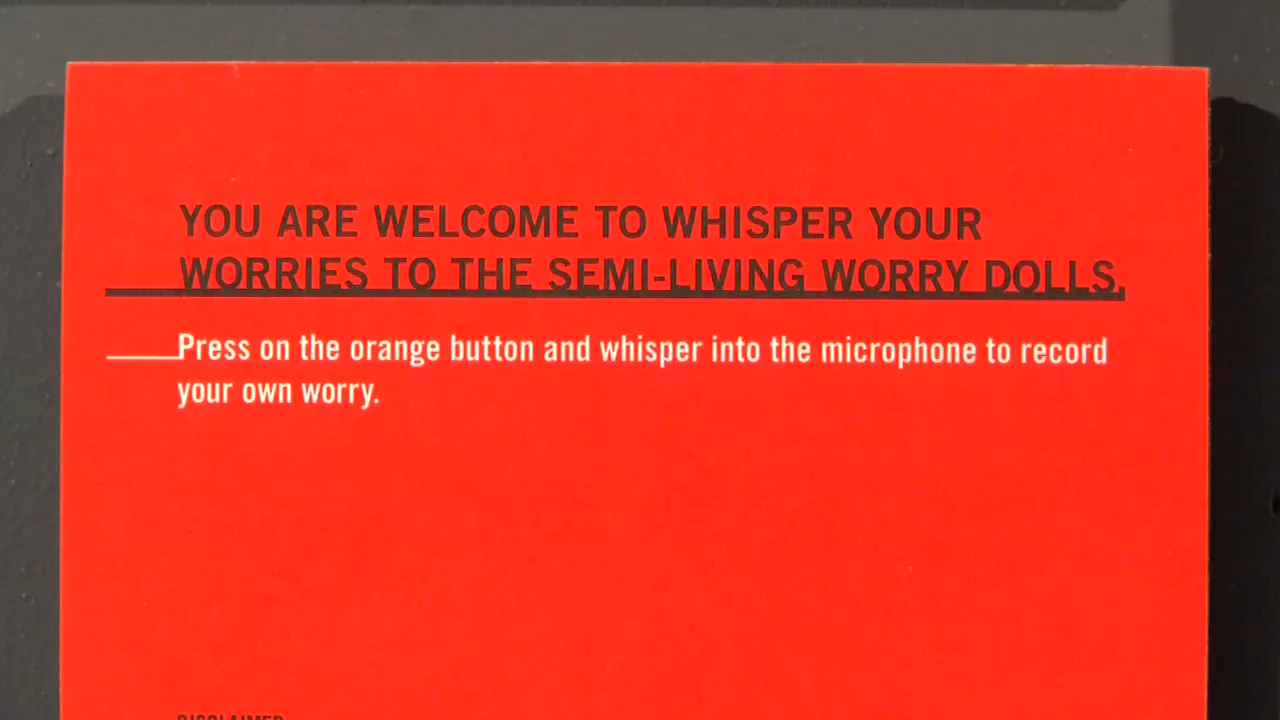 YOU ARE WELCOME TO WHISPER YOUR
WORRIES TO THE SEMI-LIVING WORRY DOLLS.
Press on the orange button and whisper into the microphone to record
your own worry.
DISCLAIMER